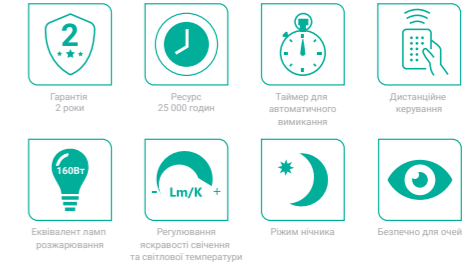 2
Гарантія
2 роки
Ресурс
25 000 годин
Таймер для
автоматичного
вимикання
Дистанційне
керування
160Вт
Еквівалент ламп
розжарювання
- Lm/K +
Регулювання
яскравості свічення
та світлової температури
Ріжим нічника
Безпечно для очей